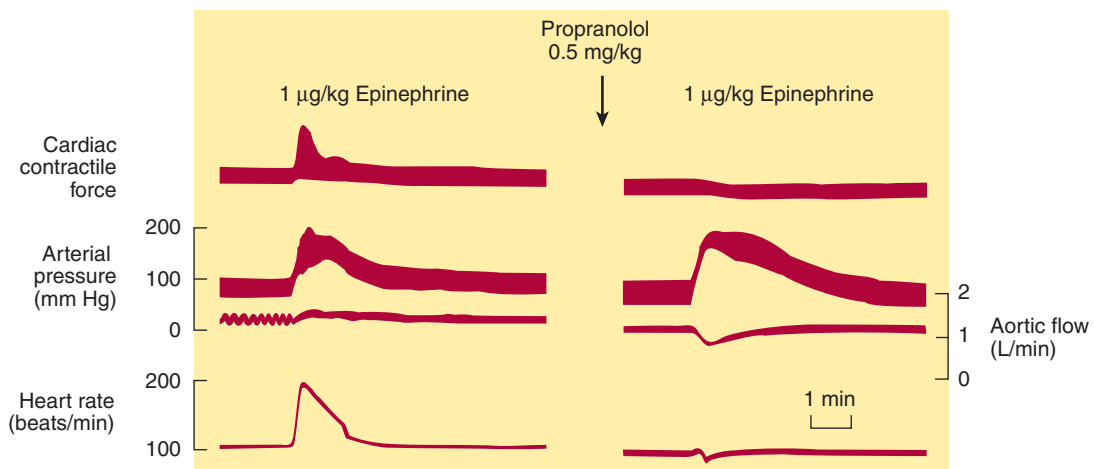 Propranolol
0.5 mg/kg
1 μg/kg Epinephrine
1 μg/kg Epinephrine
Cardiac
contractile
force
200
Arterial
pressure
(mm Hg)
100
0
2
1
0
Aortic flow
(L/min)
200
Heart rate
(beats/min)
100
1 min